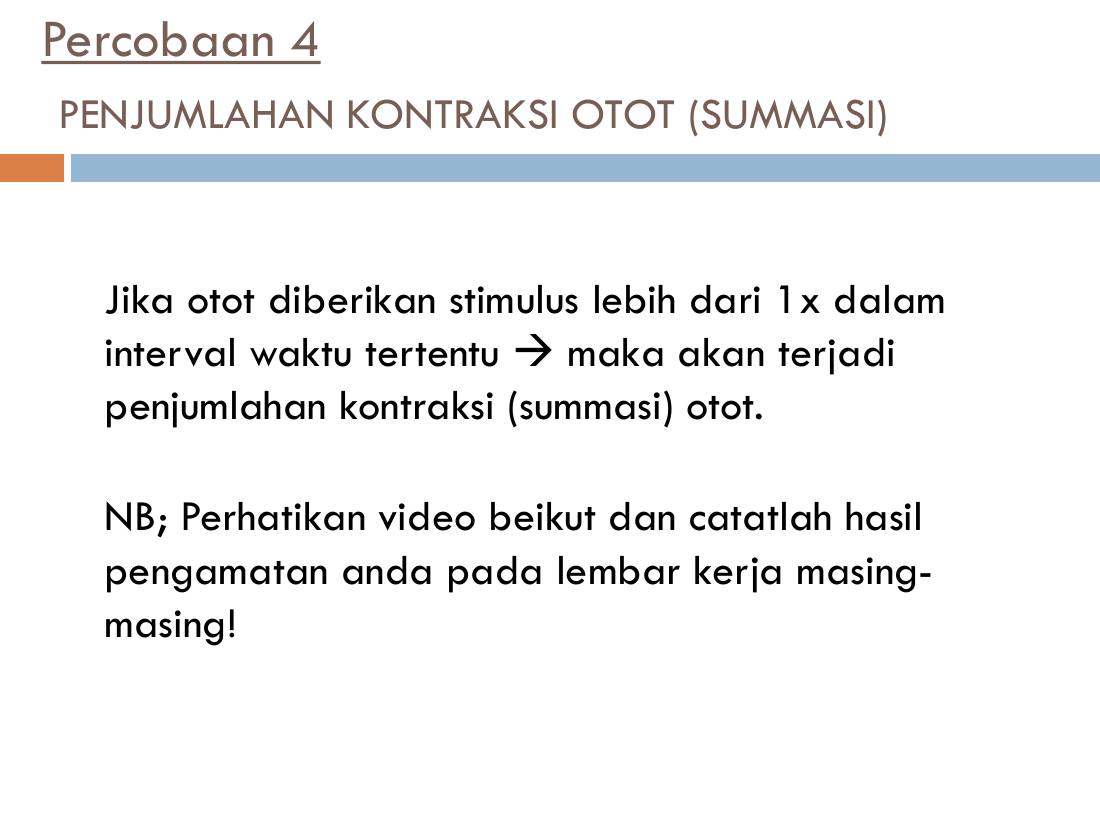 Percobaan 4
PENJUMLAHAN KONTRAKSI OTOT (SUMMASI)
Jika otot diberikan stimulus lebih dari 1x dalam
interval waktu tertentu → maka akan terjadi
penjumlahan kontraksi (summasi) otot.
NB; Perhatikan video beikut dan catatlah hasil
pengamatan anda pada lembar kerja masing-
masing!